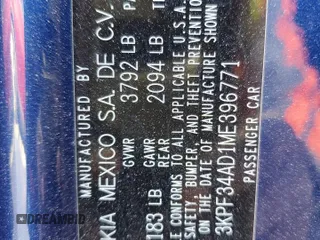 MANUFACTURED BY
KIA MEXICO S.A. DE C.V.
GVWR 3792 LB
183 LB GAWR REAR 2094 LB
E CONFORMS TO ALL APPLICABLE U.S.A.
SAFETY, BUMPER, AND THEFT PREVENTION
ON THE DATE OF MANUFACTURE SHOWN
3KPF34AD1ME396771
PASSENGER CAR
DREAMBID